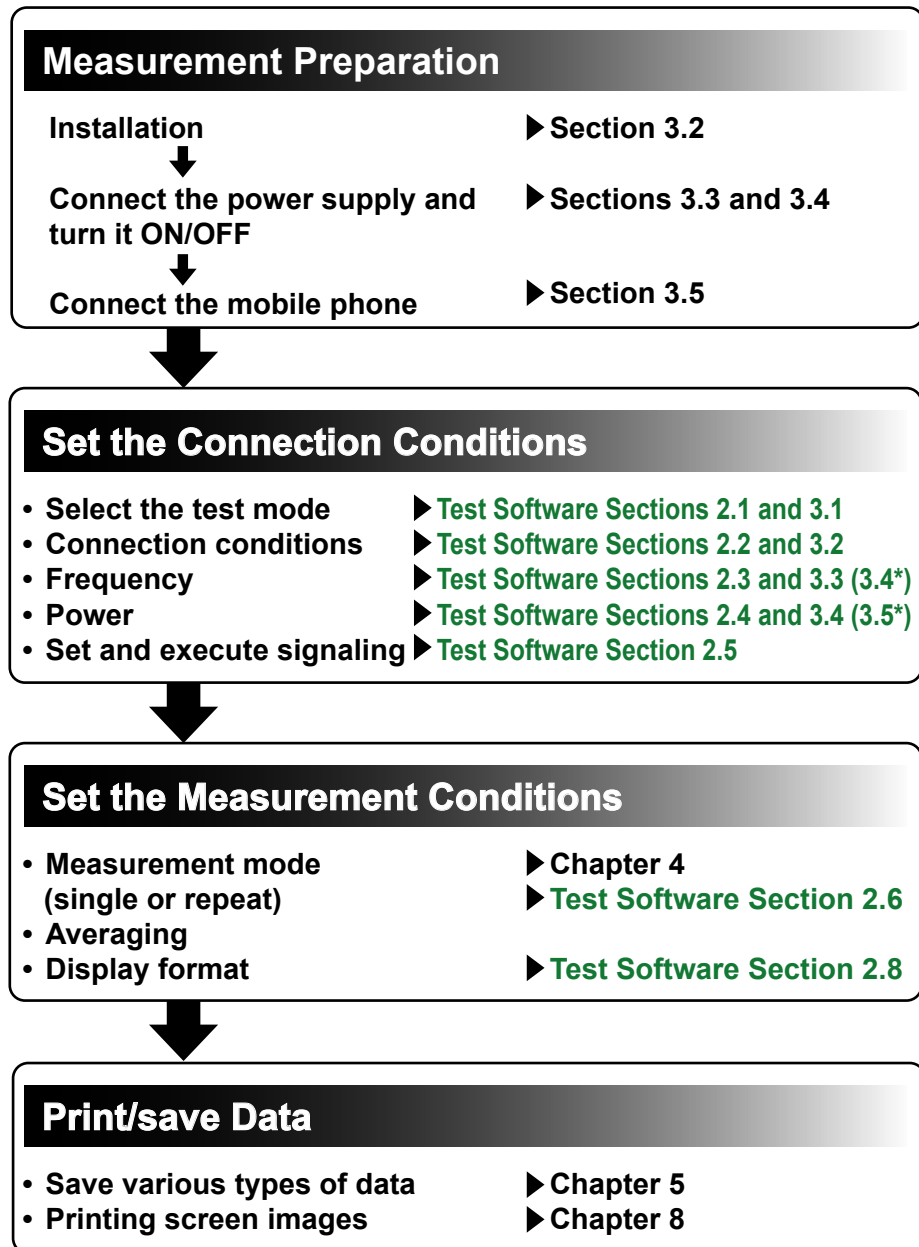 Measurement Preparation
Installation ▶ Section 3.2
Connect the power supply and ▶ Sections 3.3 and 3.4
turn it ON/OFF
Connect the mobile phone ▶ Section 3.5
Set the Connection Conditions
• Select the test mode ▶ Test Software Sections 2.1 and 3.1
• Connection conditions ▶ Test Software Sections 2.2 and 3.2
• Frequency ▶ Test Software Sections 2.3 and 3.3 (3.4*)
• Power ▶ Test Software Sections 2.4 and 3.4 (3.5*)
• Set and execute signaling ▶ Test Software Section 2.5
Set the Measurement Conditions
• Measurement mode ▶ Chapter 4
(single or repeat) ▶ Test Software Section 2.6
• Averaging
• Display format ▶ Test Software Section 2.8
Print/save Data
• Save various types of data ▶ Chapter 5
• Printing screen images ▶ Chapter 8